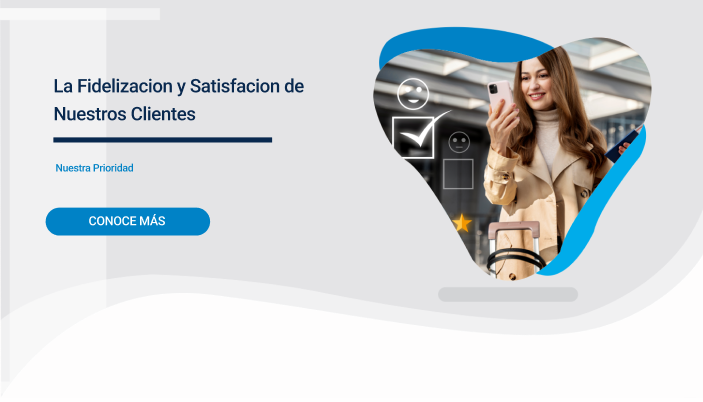 La Fidelizacion y Satisfacion de
Nuestros Clientes
Nuestra Prioridad
CONOCE MÁS